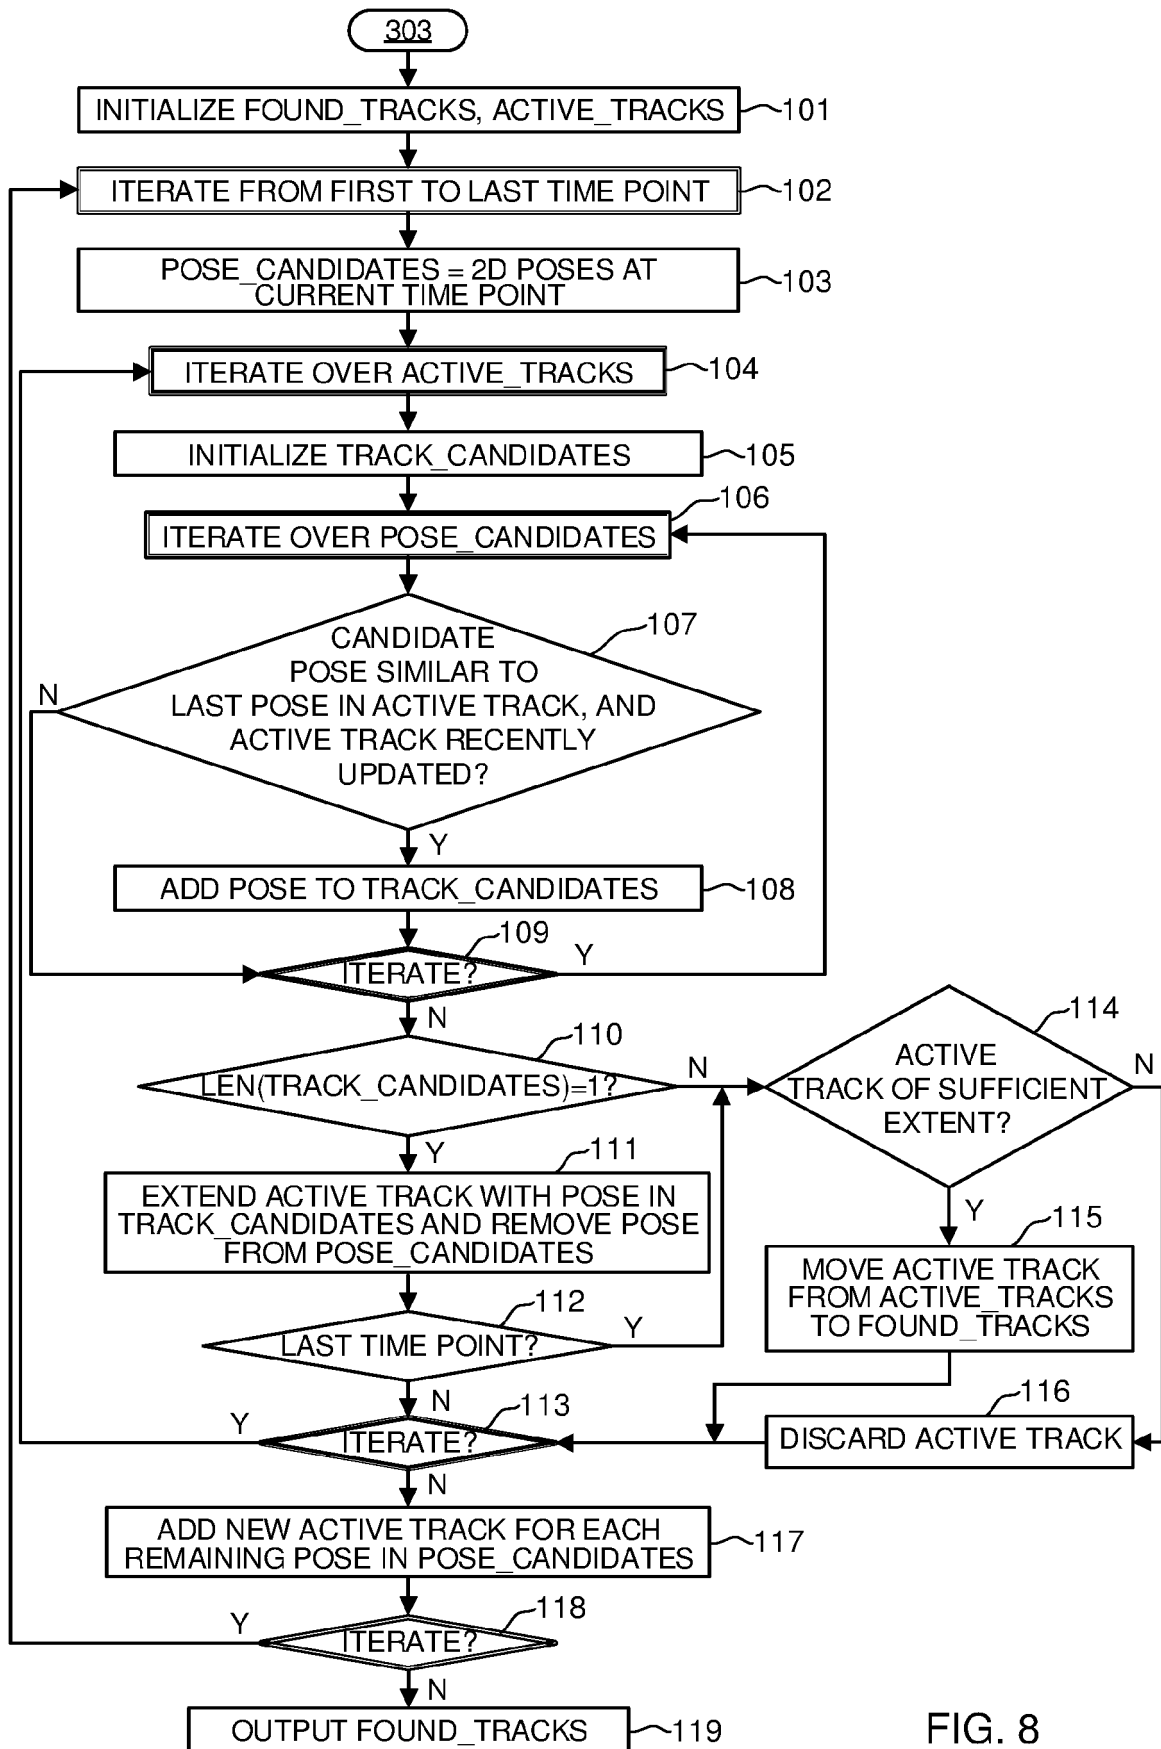 303
INITIALIZE FOUND_TRACKS, ACTIVE_TRACKS
101
ITERATE FROM FIRST TO LAST TIME POINT
102
POSE_CANDIDATES = 2D POSES AT
CURRENT TIME POINT
103
ITERATE OVER ACTIVE_TRACKS
104
INITIALIZE TRACK_CANDIDATES
105
106
ITERATE OVER POSE_CANDIDATES
107
CANDIDATE
POSE SIMILAR TO
LAST POSE IN ACTIVE TRACK, AND
ACTIVE TRACK RECENTLY
UPDATED?
N
Y
ADD POSE TO TRACK_CANDIDATES
108
109
ITERATE?
Y
N
110
LEN(TRACK_CANDIDATES)=1?
N
Y
114
ACTIVE
TRACK OF SUFFICIENT
EXTENT?
N
Y
111
EXTEND ACTIVE TRACK WITH POSE IN
TRACK_CANDIDATES AND REMOVE POSE
FROM POSE_CANDIDATES
115
MOVE ACTIVE TRACK
FROM ACTIVE_TRACKS
TO FOUND_TRACKS
112
LAST TIME POINT?
Y
N
113
ITERATE?
Y
N
116
DISCARD ACTIVE TRACK
ADD NEW ACTIVE TRACK FOR EACH
REMAINING POSE IN POSE_CANDIDATES
117
118
ITERATE?
Y
N
OUTPUT FOUND_TRACKS
119
FIG. 8